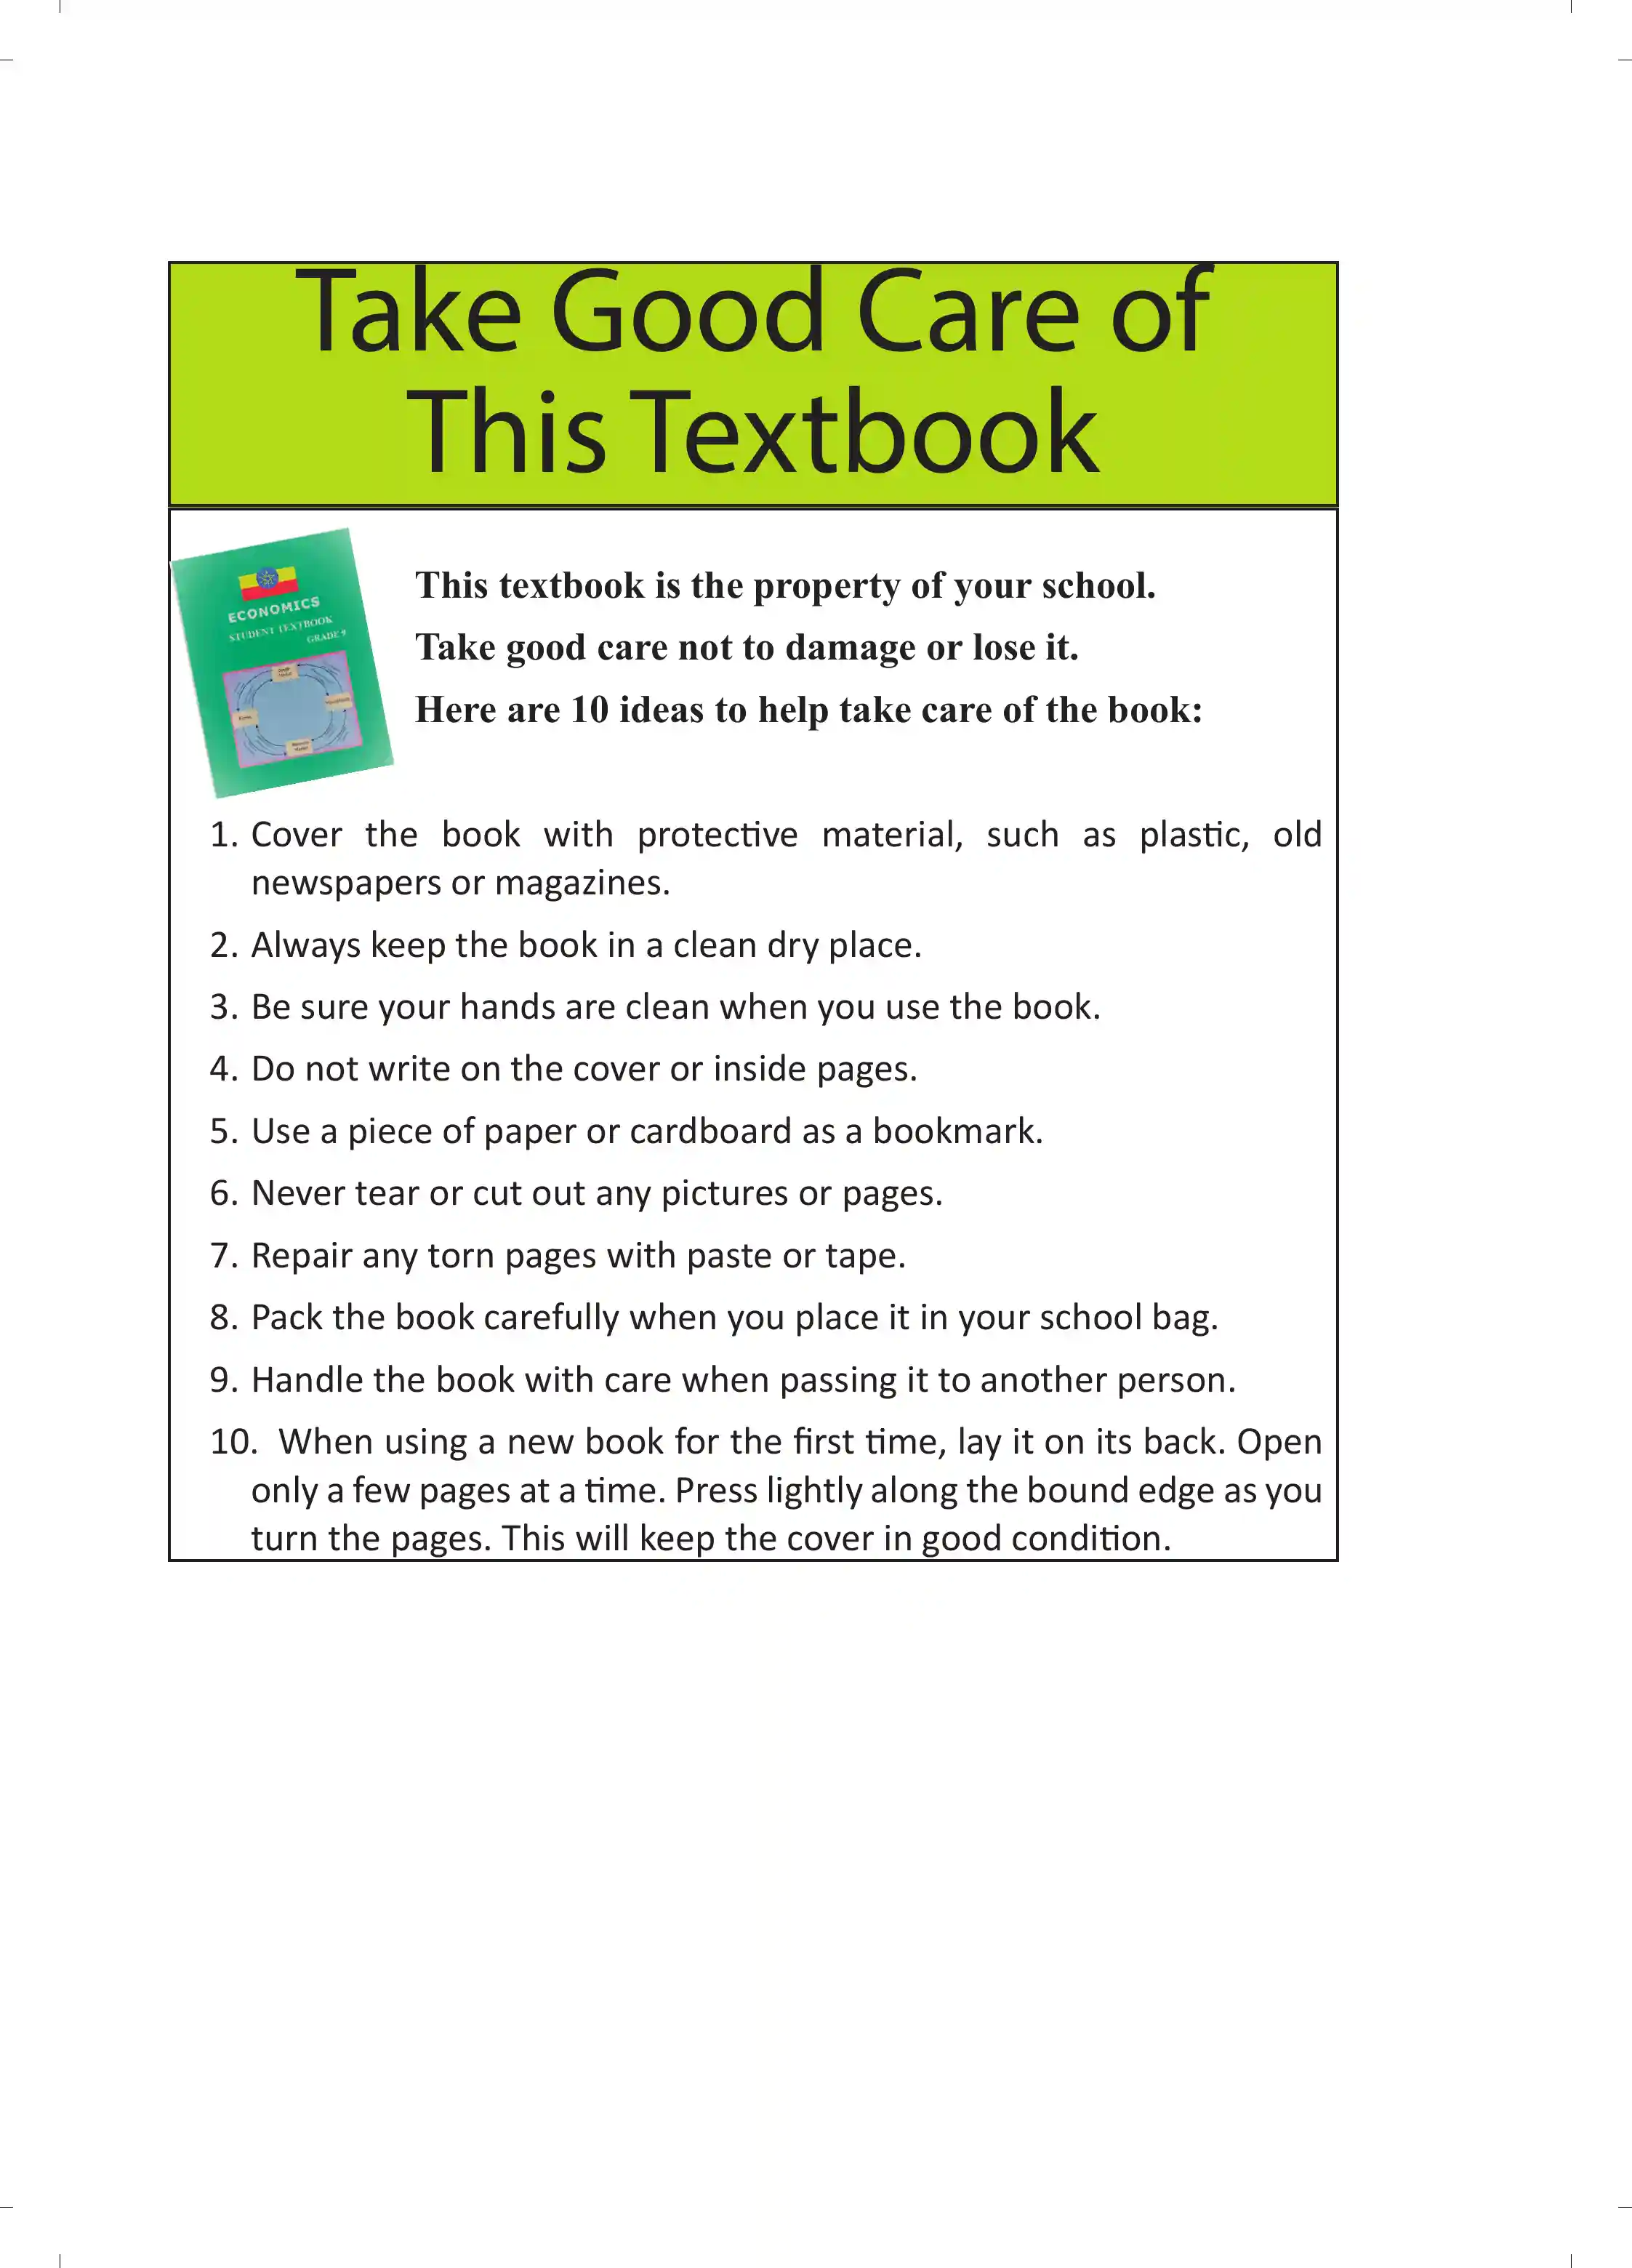 Take Good Care of
This Textbook
ECONOMICS
STUDENT TEXTBOOK
GRADE 9
This textbook is the property of your school.
Take good care not to damage or lose it.
Here are 10 ideas to help take care of the book:
1. Cover the book with protective material, such as plastic, old
newspapers or magazines.
2. Always keep the book in a clean dry place.
3. Be sure your hands are clean when you use the book.
4. Do not write on the cover or inside pages.
5. Use a piece of paper or cardboard as a bookmark.
6. Never tear or cut out any pictures or pages.
7. Repair any torn pages with paste or tape.
8. Pack the book carefully when you place it in your school bag.
9. Handle the book with care when passing it to another person.
10. When using a new book for the first time, lay it on its back. Open
only a few pages at a time. Press lightly along the bound edge as you
turn the pages. This will keep the cover in good condition.